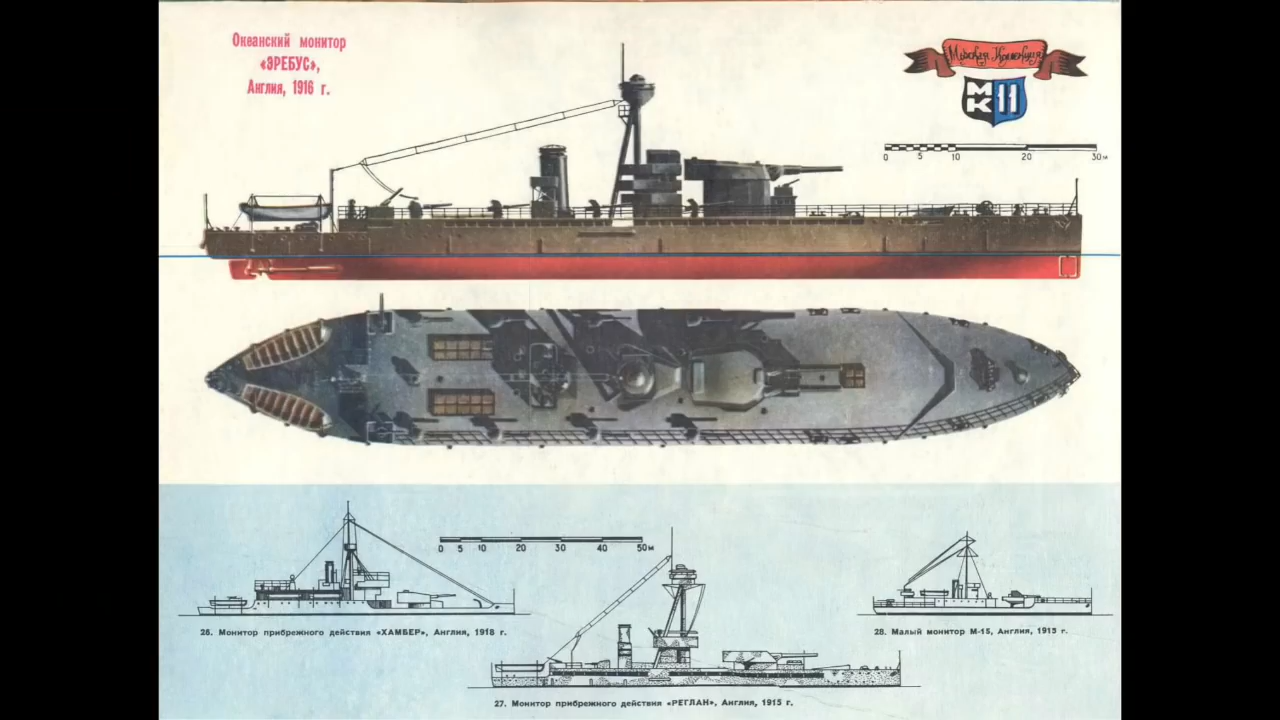 Океанский монитор
«ЭРЕБУС»,
Англия, 1916 г.
Морская Коллекция
МК 11
0 5 10 20 30 м
0 5 10 20 30 40 50 м
26. Монитор прибрежного действия «ХАМБЕР», Англия, 1918 г.
28. Малый монитор М-15, Англия, 1915 г.
27. Монитор прибрежного действия «РЕГЛАН», Англия, 1915 г.